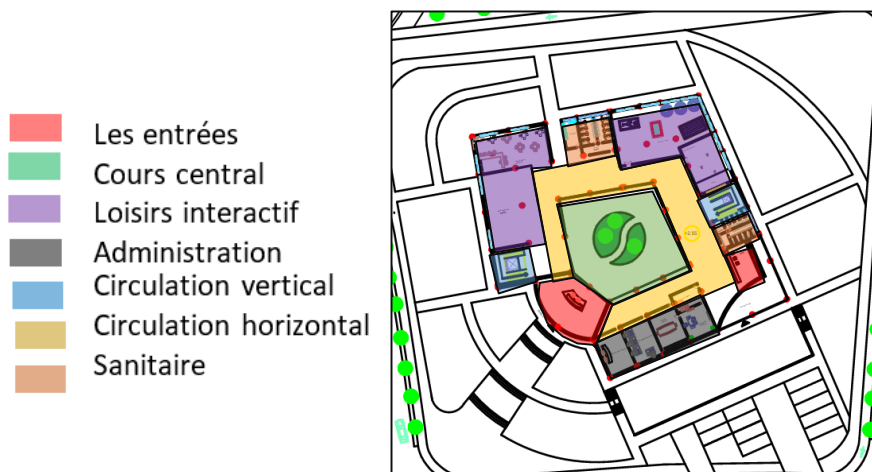 Les entrées
Cours central
Loisirs interactif
Administration
Circulation vertical
Circulation horizontal
Sanitaire